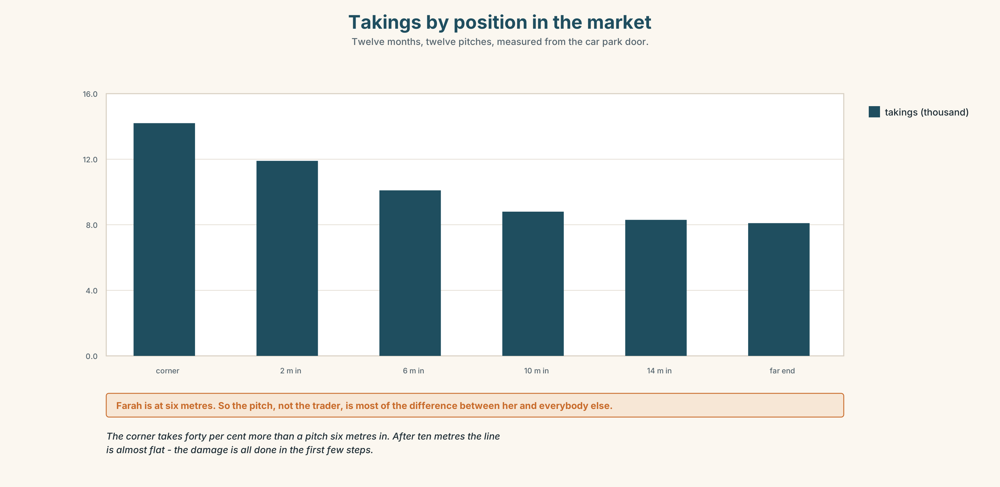 Takings by position in the market
Twelve months, twelve pitches, measured from the car park door.
16.0
12.0
8.0
4.0
0.0
takings (thousand)
corner
2 m in
6 m in
10 m in
14 m in
far end
Farah is at six metres. So the pitch, not the trader, is most of the difference between her and everybody else.
The corner takes forty per cent more than a pitch six metres in. After ten metres the line
is almost flat - the damage is all done in the first few steps.